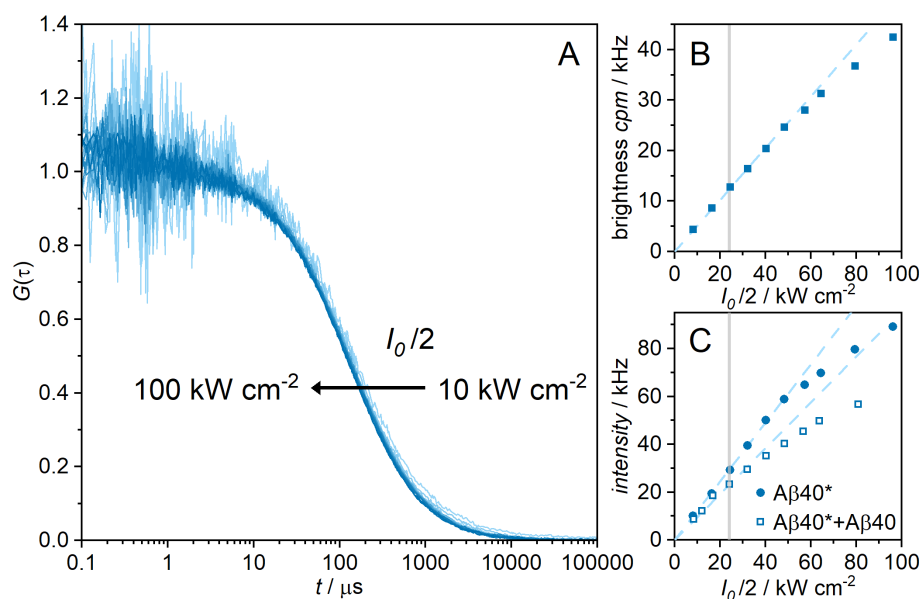 A
G(τ)
1.4
1.2
1.0
0.8
0.6
0.4
0.2
0.0
I₀/2
100 kW cm⁻²
10 kW cm⁻²
0.1
1
10
100
1000
10000
100000
t / µs
B
brightness cpm / kHz
40
30
20
10
0
0
20
40
60
80
100
I₀/2 / kW cm⁻²
C
intensity / kHz
80
60
40
20
0
Aβ40*
Aβ40*+Aβ40
0
20
40
60
80
100
I₀/2 / kW cm⁻²